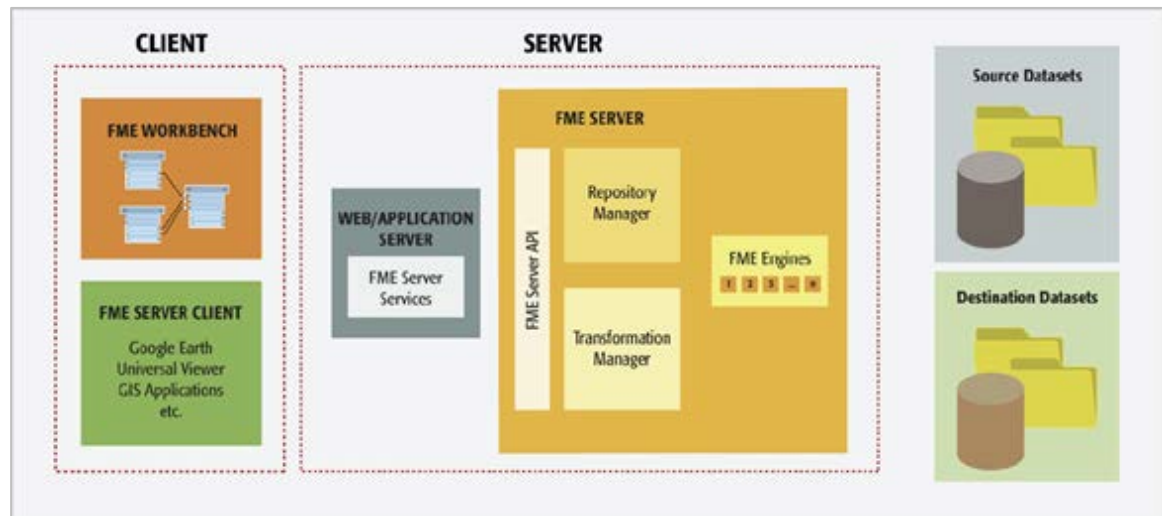 CLIENT
SERVER
FME WORKBENCH
FME SERVER CLIENT
Google Earth
Universal Viewer
GIS Applications
etc.
WEB/APPLICATION
SERVER
FME Server
Services
FME SERVER
FME Server API
Repository
Manager
Transformation
Manager
FME Engines
1 2 3 ... n
Source Datasets
Destination Datasets